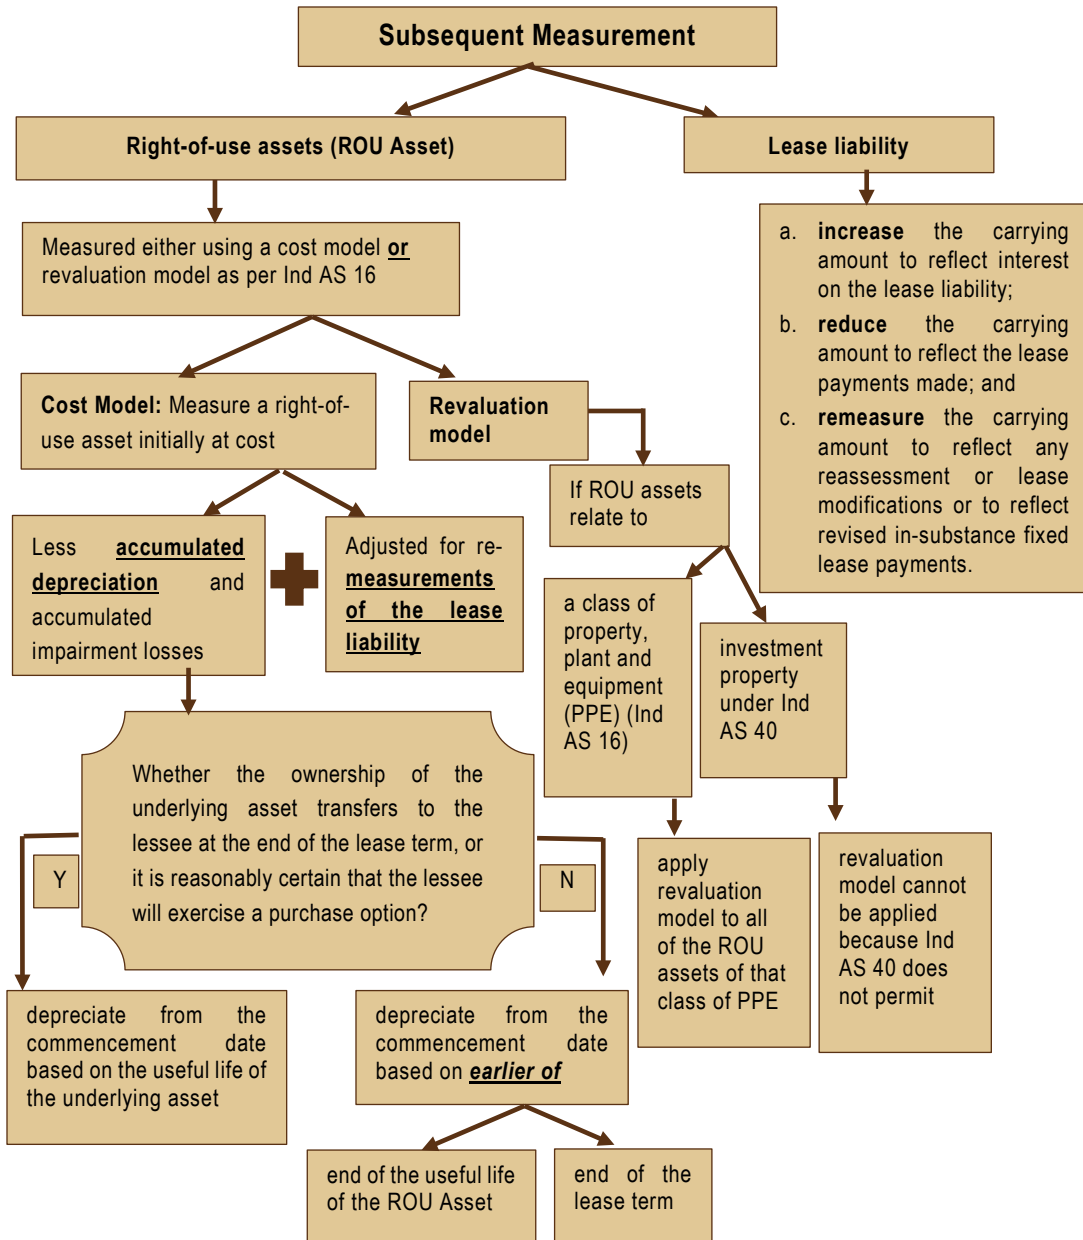 Subsequent Measurement
Right-of-use assets (ROU Asset)
Lease liability
Measured either using a cost model or
revaluation model as per Ind AS 16
a. increase the carrying
amount to reflect interest
on the lease liability;
b. reduce the carrying
amount to reflect the lease
payments made; and
c. remeasure the carrying
amount to reflect any
reassessment or lease
modifications or to reflect
revised in-substance fixed
lease payments.
Cost Model: Measure a right-of-
use asset initially at cost
Revaluation
model
If ROU assets
relate to
Less accumulated
depreciation and
accumulated
impairment losses
Adjusted for re-
measurements
of the lease
liability
a class of
property,
plant and
equipment
(PPE) (Ind
AS 16)
investment
property
under Ind
AS 40
Whether the ownership of the
underlying asset transfers to the
lessee at the end of the lease term, or
it is reasonably certain that the lessee
will exercise a purchase option?
Y
N
apply
revaluation
model to all
of the ROU
assets of that
class of PPE
revaluation
model cannot
be applied
because Ind
AS 40 does
not permit
depreciate from the
commencement date
based on the useful life of
the underlying asset
depreciate from the
commencement date
based on earlier of
end of the useful life
of the ROU Asset
end of the
lease term